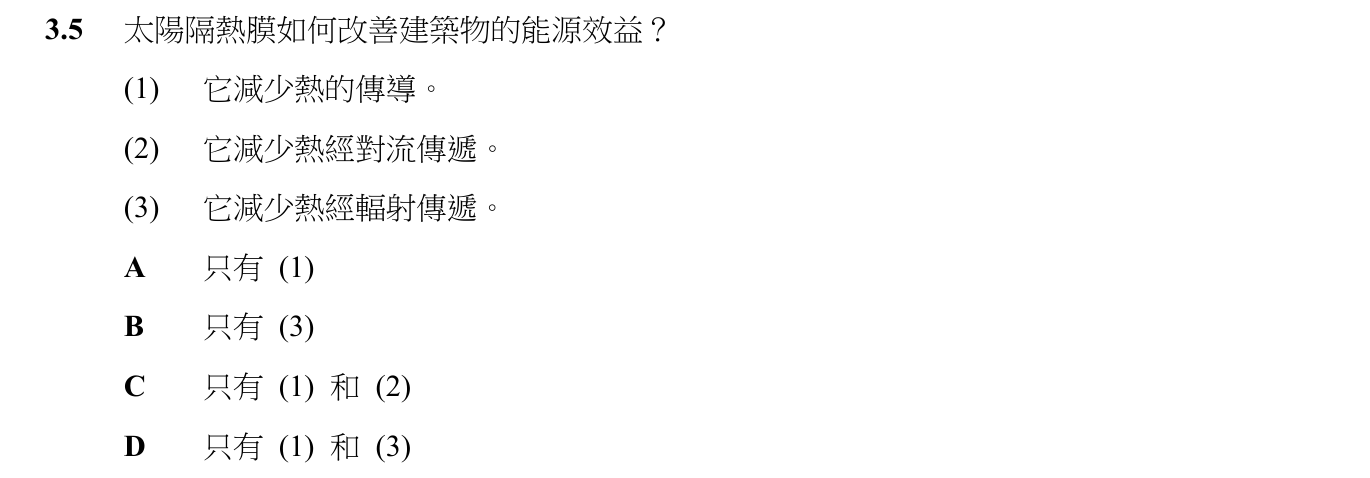 3.5 太陽隔熱膜如何改善建築物的能源效益？
(1) 它減少熱的傳導。
(2) 它減少熱經對流傳遞。
(3) 它減少熱經輻射傳遞。
A 只有 (1)
B 只有 (3)
C 只有 (1) 和 (2)
D 只有 (1) 和 (3)